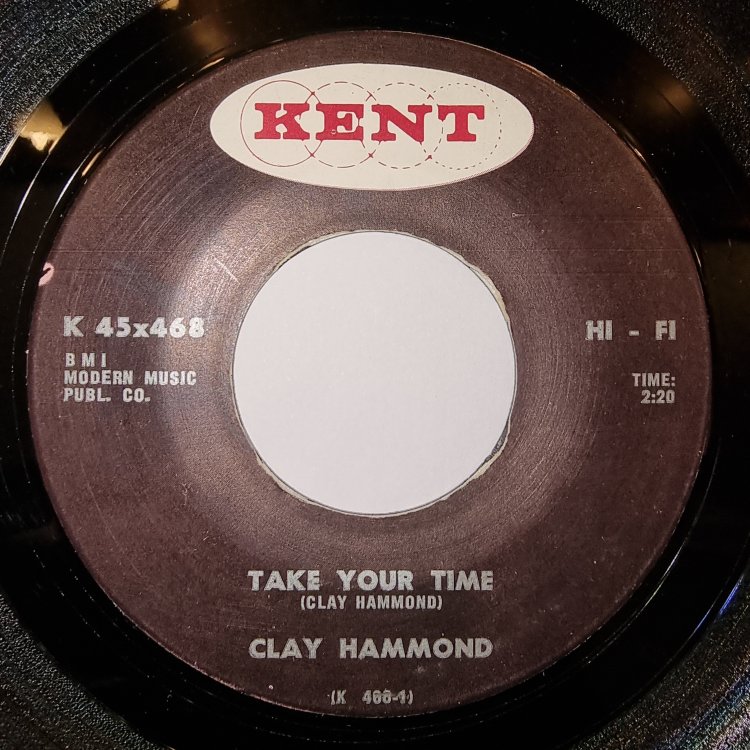 KENT
K 45x468
HI - FI
BMI
MODERN MUSIC
PUBL. CO.
TIME:
2:20
TAKE YOUR TIME
(CLAY HAMMOND)
CLAY HAMMOND
(K 468-1)